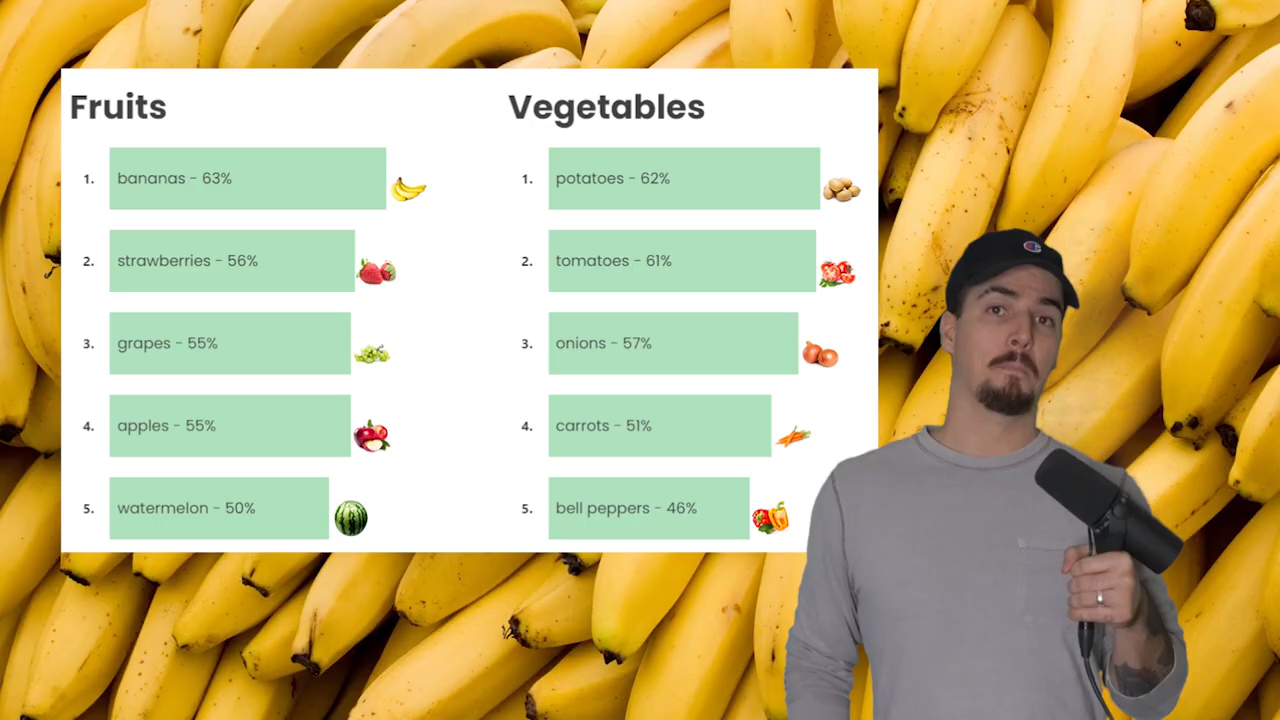 Fruits
1. bananas - 63%
2. strawberries - 56%
3. grapes - 55%
4. apples - 55%
5. watermelon - 50%
Vegetables
1. potatoes - 62%
2. tomatoes - 61%
3. onions - 57%
4. carrots - 51%
5. bell peppers - 46%